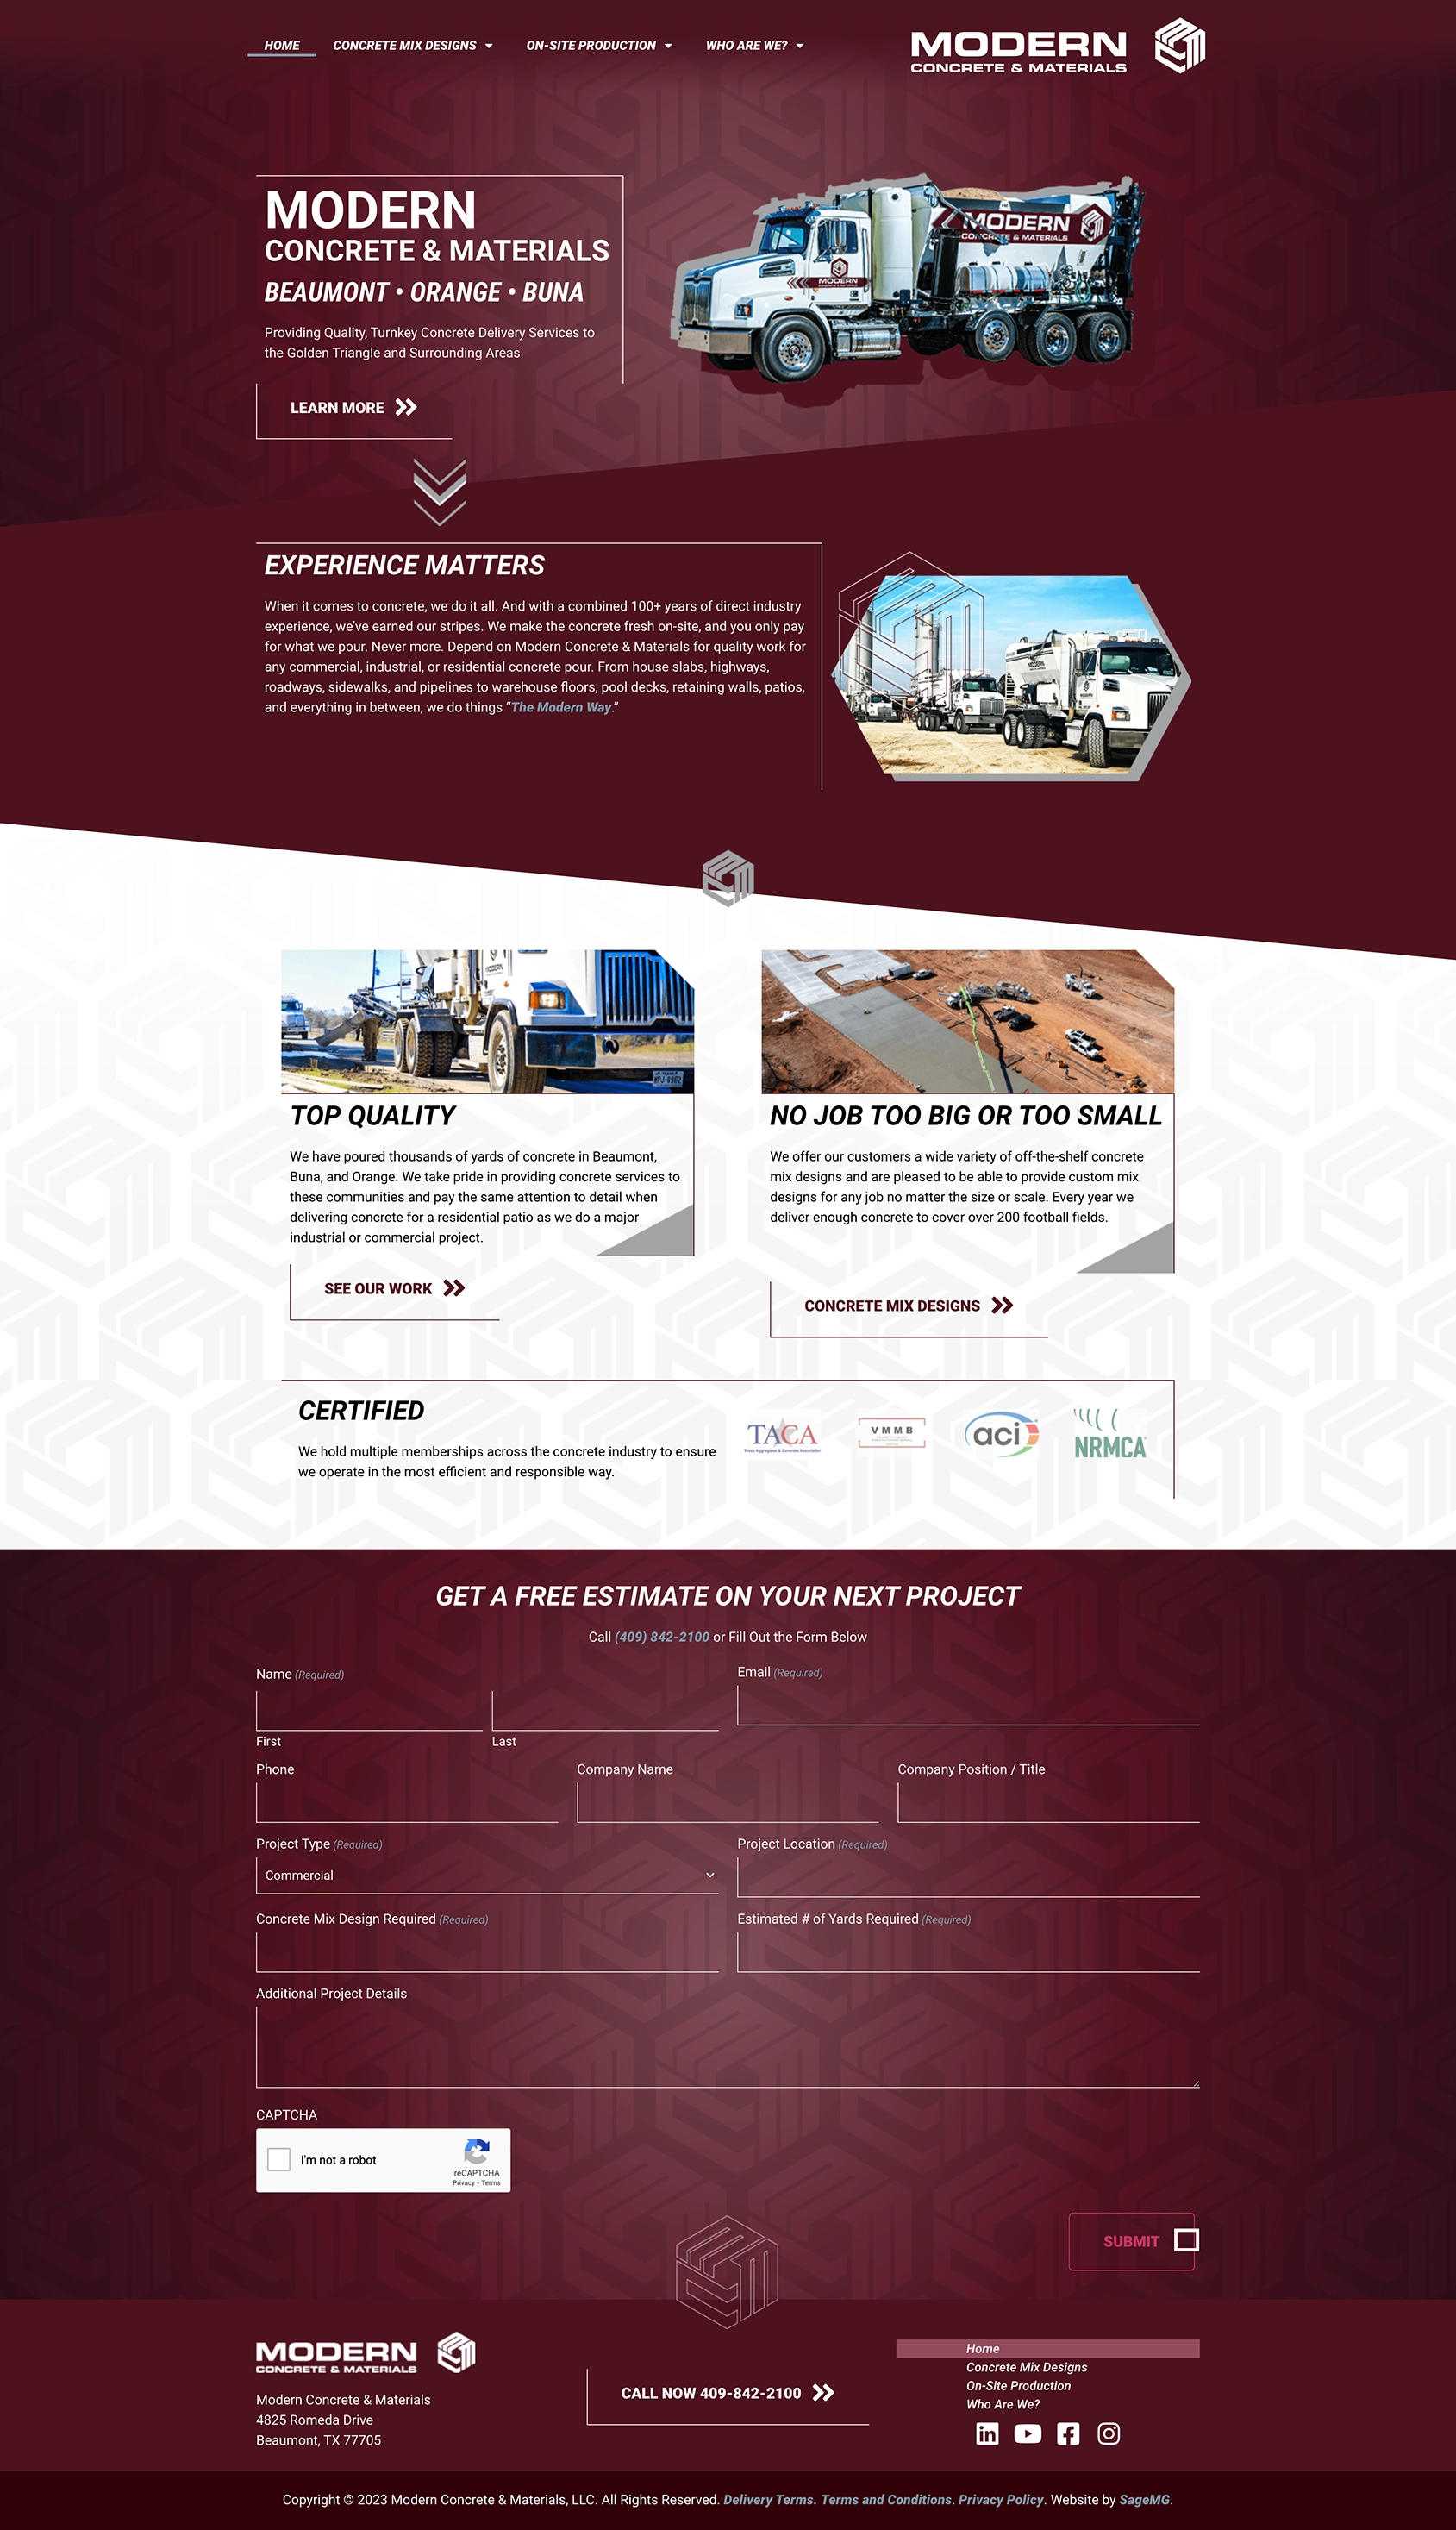 HOME
CONCRETE MIX DESIGNS
ON-SITE PRODUCTION
WHO ARE WE?
MODERN
CONCRETE & MATERIALS
MODERN
CONCRETE & MATERIALS
BEAUMONT • ORANGE • BUNA
Providing Quality, Turnkey Concrete Delivery Services to
the Golden Triangle and Surrounding Areas
LEARN MORE
MODERN
CONCRETE & MATERIALS
MODERN
EXPERIENCE MATTERS
When it comes to concrete, we do it all. And with a combined 100+ years of direct industry
experience, we've earned our stripes. We make the concrete fresh on-site, and you only pay
for what we pour. Never more. Depend on Modern Concrete & Materials for quality work for
any commercial, industrial, or residential concrete pour. From house slabs, highways,
roadways, sidewalks, and pipelines to warehouse floors, pool decks, retaining walls, patios,
and everything in between, we do things “The Modern Way.”
MODERN
TOP QUALITY
We have poured thousands of yards of concrete in Beaumont,
Buna, and Orange. We take pride in providing concrete services to
these communities and pay the same attention to detail when
delivering concrete for a residential patio as we do a major
industrial or commercial project.
SEE OUR WORK
NO JOB TOO BIG OR TOO SMALL
We offer our customers a wide variety of off-the-shelf concrete
mix designs and are pleased to be able to provide custom mix
designs for any job no matter the size or scale. Every year we
deliver enough concrete to cover over 200 football fields.
CONCRETE MIX DESIGNS
CERTIFIED
We hold multiple memberships across the concrete industry to ensure
we operate in the most efficient and responsible way.
TACA
Texas Aggregates & Concrete Association
VMMB
aci
NRMCA
GET A FREE ESTIMATE ON YOUR NEXT PROJECT
Call (409) 842-2100 or Fill Out the Form Below
Name (Required)
First
Last
Email (Required)
Phone
Company Name
Company Position / Title
Project Type (Required)
Commercial
Project Location (Required)
Concrete Mix Design Required (Required)
Estimated # of Yards Required (Required)
Additional Project Details
CAPTCHA
I'm not a robot
reCAPTCHA
Privacy - Terms
SUBMIT
MODERN
CONCRETE & MATERIALS
Modern Concrete & Materials
4825 Romeda Drive
Beaumont, TX 77705
CALL NOW 409-842-2100
Home
Concrete Mix Designs
On-Site Production
Who Are We?
Copyright © 2023 Modern Concrete & Materials, LLC. All Rights Reserved. Delivery Terms. Terms and Conditions. Privacy Policy. Website by SageMG.